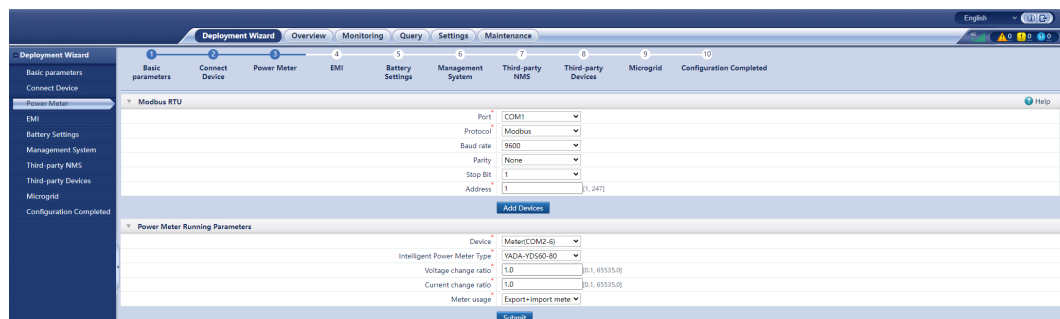 English
Deployment Wizard Overview Monitoring Query Settings Maintenance
0 0 0
Deployment Wizard
Basic parameters
Connect Device
Power Meter
EMI
Battery Settings
Management System
Third-party NMS
Third-party Devices
Microgrid
Configuration Completed
1 2 3 4 5 6 7 8 9 10
Basic parameters
Connect Device
Power Meter
EMI
Battery Settings
Management System
Third-party NMS
Third-party Devices
Microgrid
Configuration Completed
Modbus RTU
Help
Port * COM1
Protocol * Modbus
Baud rate 9600
Parity None
Stop Bit 1
Address * 1 [1, 247]
Add Devices
Power Meter Running Parameters
Device * Meter(COM2-6)
Intelligent Power Meter Type * YADA-YDS60-80
Voltage change ratio * 1.0 [0.1, 65535.0]
Current change ratio * 1.0 [0.1, 65535.0]
Meter usage * Export+import mete
Submit